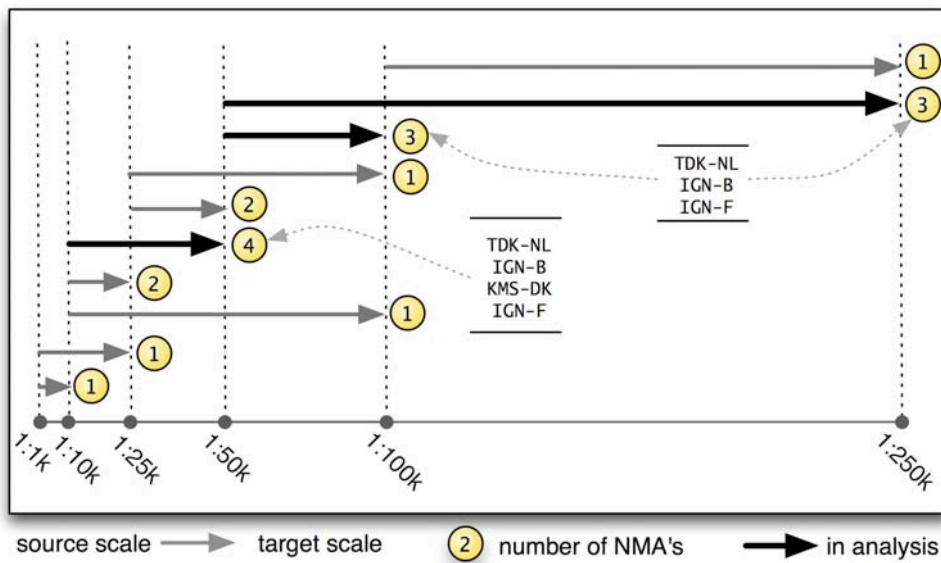 1
3
3
TDK-NL
IGN-B
IGN-F
1
2
4
TDK-NL
IGN-B
KMS-DK
IGN-F
2
1
1
1
1:1k 1:10k 1:25k 1:50k 1:100k 1:250k
source scale target scale 2 number of NMA's in analysis